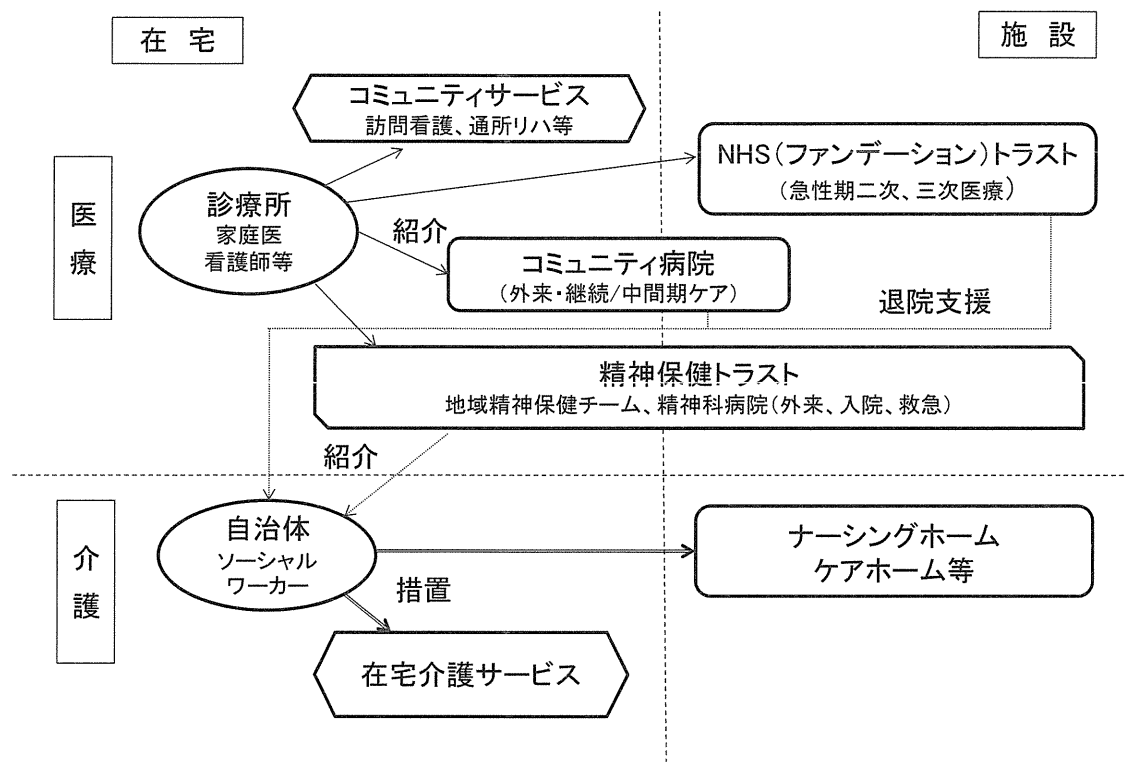 在 宅
施 設
コミュニティサービス
訪問看護、通所リハ等
NHS(ファンデーション)トラスト
(急性期二次、三次医療)
医
療
診療所
家庭医
看護師等
紹介
コミュニティ病院
(外来・継続/中間期ケア)
退院支援
精神保健トラスト
地域精神保健チーム、精神科病院(外来、入院、救急)
紹介
介
護
自治体
ソーシャル
ワーカー
措置
ナーシングホーム
ケアホーム等
在宅介護サービス